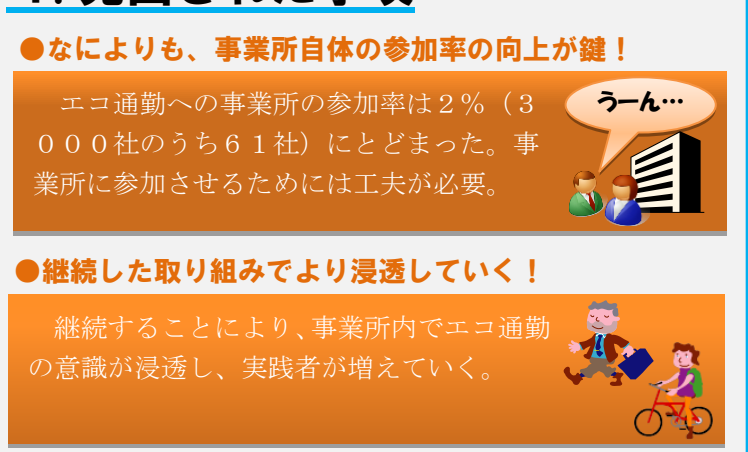 ●なによりも、事業所自体の参加率の向上が鍵！
　エコ通勤への事業所の参加率は２％（３
０００社のうち６１社）にとどまった。事
業所に参加させるためには工夫が必要。
うーん…
●継続した取り組みでより浸透していく！
　継続することにより、事業所内でエコ通勤
の意識が浸透し、実践者が増えていく。